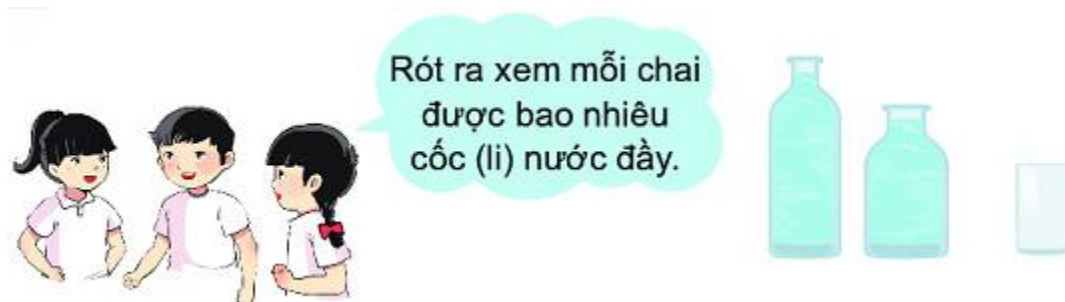 Rót ra xem mỗi chai
được bao nhiêu
cốc (li) nước đầy.